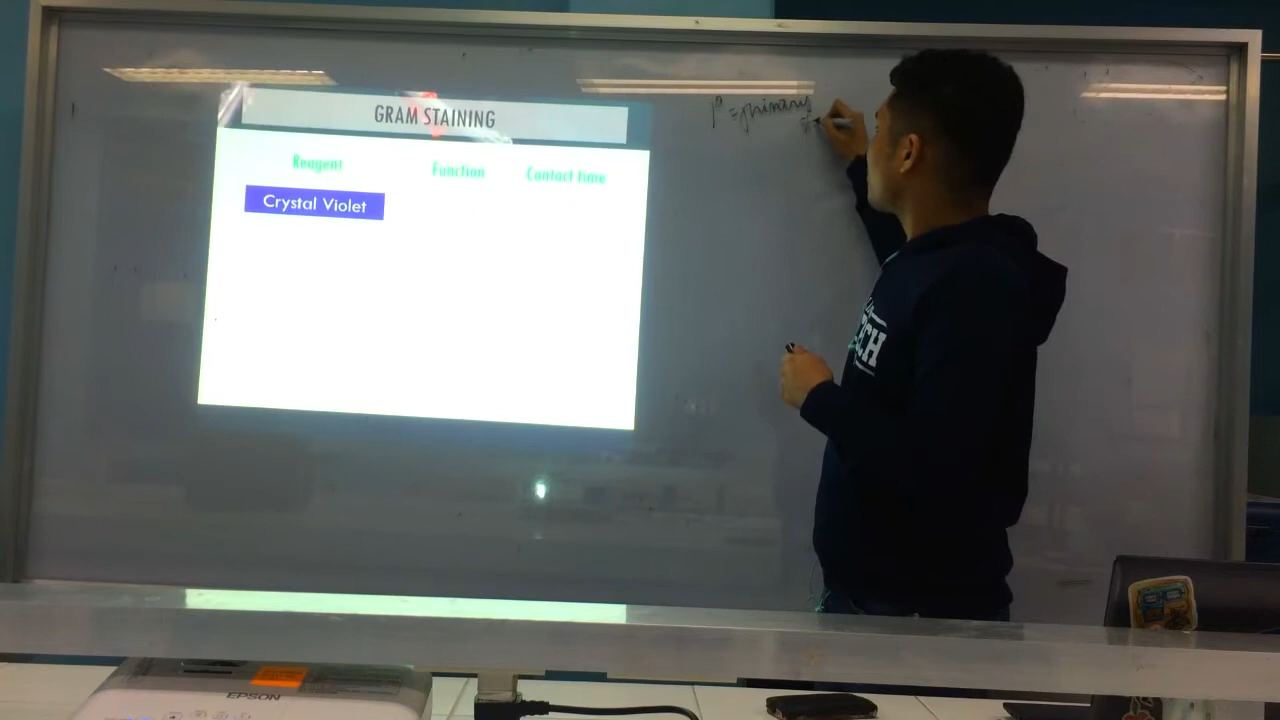 GRAM STAINING
Reagent Function Contact time
Crystal Violet
1° = primary
EPSON